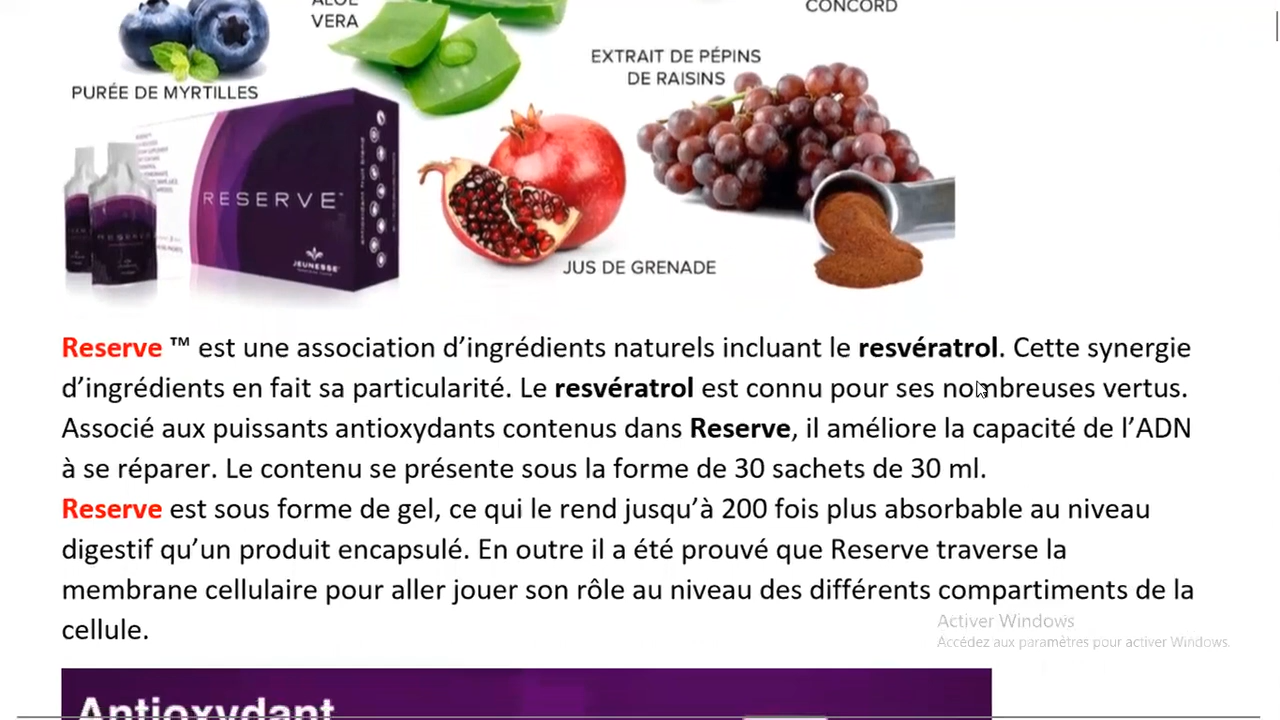 ALOE
VERA
CONCORD
EXTRAIT DE PÉPINS
DE RAISINS
PURÉE DE MYRTILLES
RESERVE™
JEUNESSE
JUS DE GRENADE
Reserve ™ est une association d’ingrédients naturels incluant le resvératrol. Cette synergie
d’ingrédients en fait sa particularité. Le resvératrol est connu pour ses nombreuses vertus.
Associé aux puissants antioxydants contenus dans Reserve, il améliore la capacité de l’ADN
à se réparer. Le contenu se présente sous la forme de 30 sachets de 30 ml.
Reserve est sous forme de gel, ce qui le rend jusqu’à 200 fois plus absorbable au niveau
digestif qu’un produit encapsulé. En outre il a été prouvé que Reserve traverse la
membrane cellulaire pour aller jouer son rôle au niveau des différents compartiments de la
cellule.
Activer Windows
Accédez aux paramètres pour activer Windows.
Antioxydant